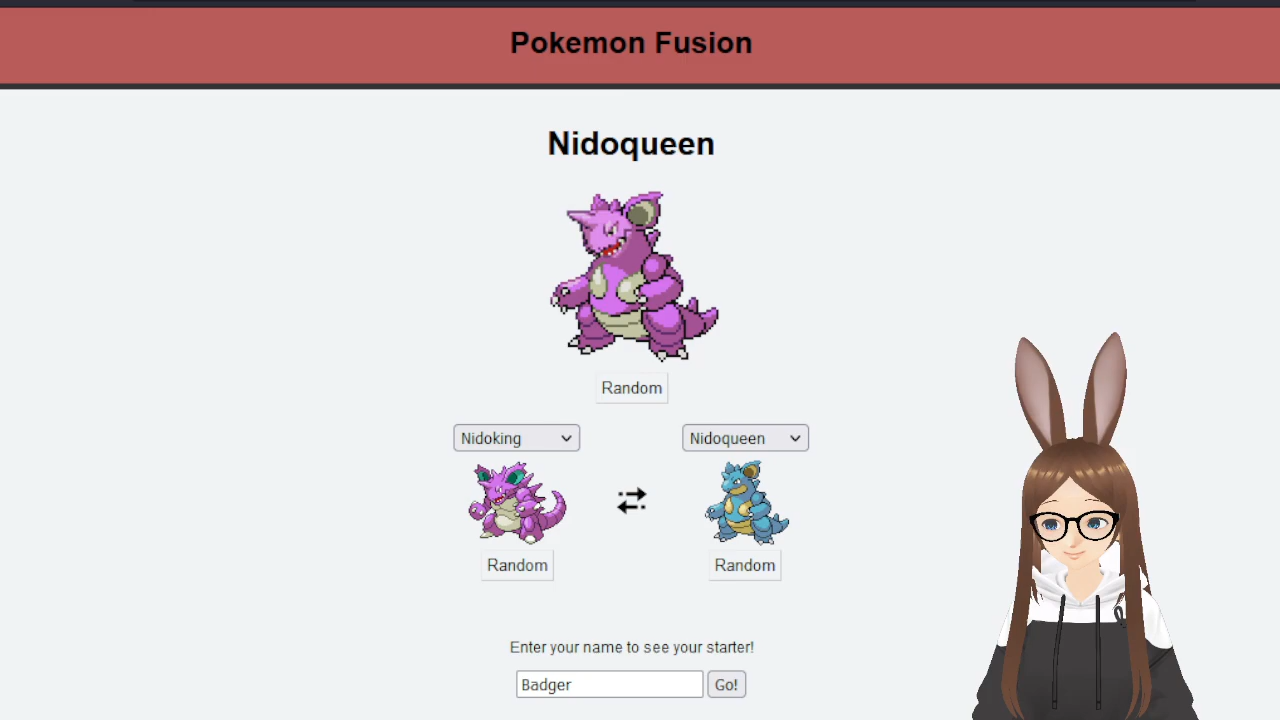 Pokemon Fusion
Nidoqueen
Random
Nidoking Nidoqueen
Random Random
Enter your name to see your starter!
Badger Go!